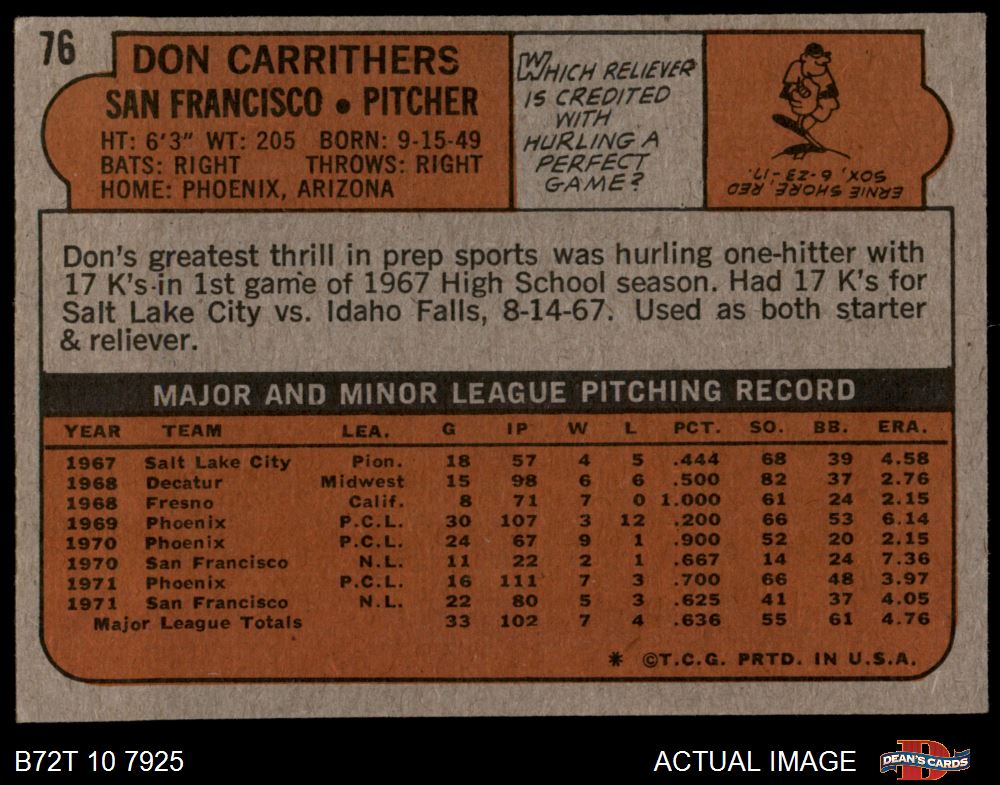 76
DON CARRITHERS
SAN FRANCISCO • PITCHER
HT: 6'3" WT: 205 BORN: 9-15-49
BATS: RIGHT THROWS: RIGHT
HOME: PHOENIX, ARIZONA
WHICH RELIEVER
IS CREDITED
WITH
HURLING A
PERFECT
GAME?
ERNIE SHORE, RED
SOX, 6-23-17.
Don's greatest thrill in prep sports was hurling one-hitter with
17 K's in 1st game of 1967 High School season. Had 17 K's for
Salt Lake City vs. Idaho Falls, 8-14-67. Used as both starter
& reliever.
MAJOR AND MINOR LEAGUE PITCHING RECORD
YEAR TEAM LEA. G IP W L PCT. SO. BB. ERA.
1967 Salt Lake City Pion. 18 57 4 5 .444 68 39 4.58
1968 Decatur Midwest 15 98 6 6 .500 82 37 2.76
1968 Fresno Calif. 8 71 7 0 1.000 61 24 2.15
1969 Phoenix P.C.L. 30 107 3 12 .200 66 53 6.14
1970 Phoenix P.C.L. 24 67 9 1 .900 52 20 2.15
1970 San Francisco N.L. 11 22 2 1 .667 14 24 7.36
1971 Phoenix P.C.L. 16 111 7 3 .700 66 48 3.97
1971 San Francisco N.L. 22 80 5 3 .625 41 37 4.05
Major League Totals 33 102 7 4 .636 55 61 4.76
* ©T.C.G. PRTD. IN U.S.A.
B72T 10 7925
ACTUAL IMAGE
D
DEAN'S CARDS